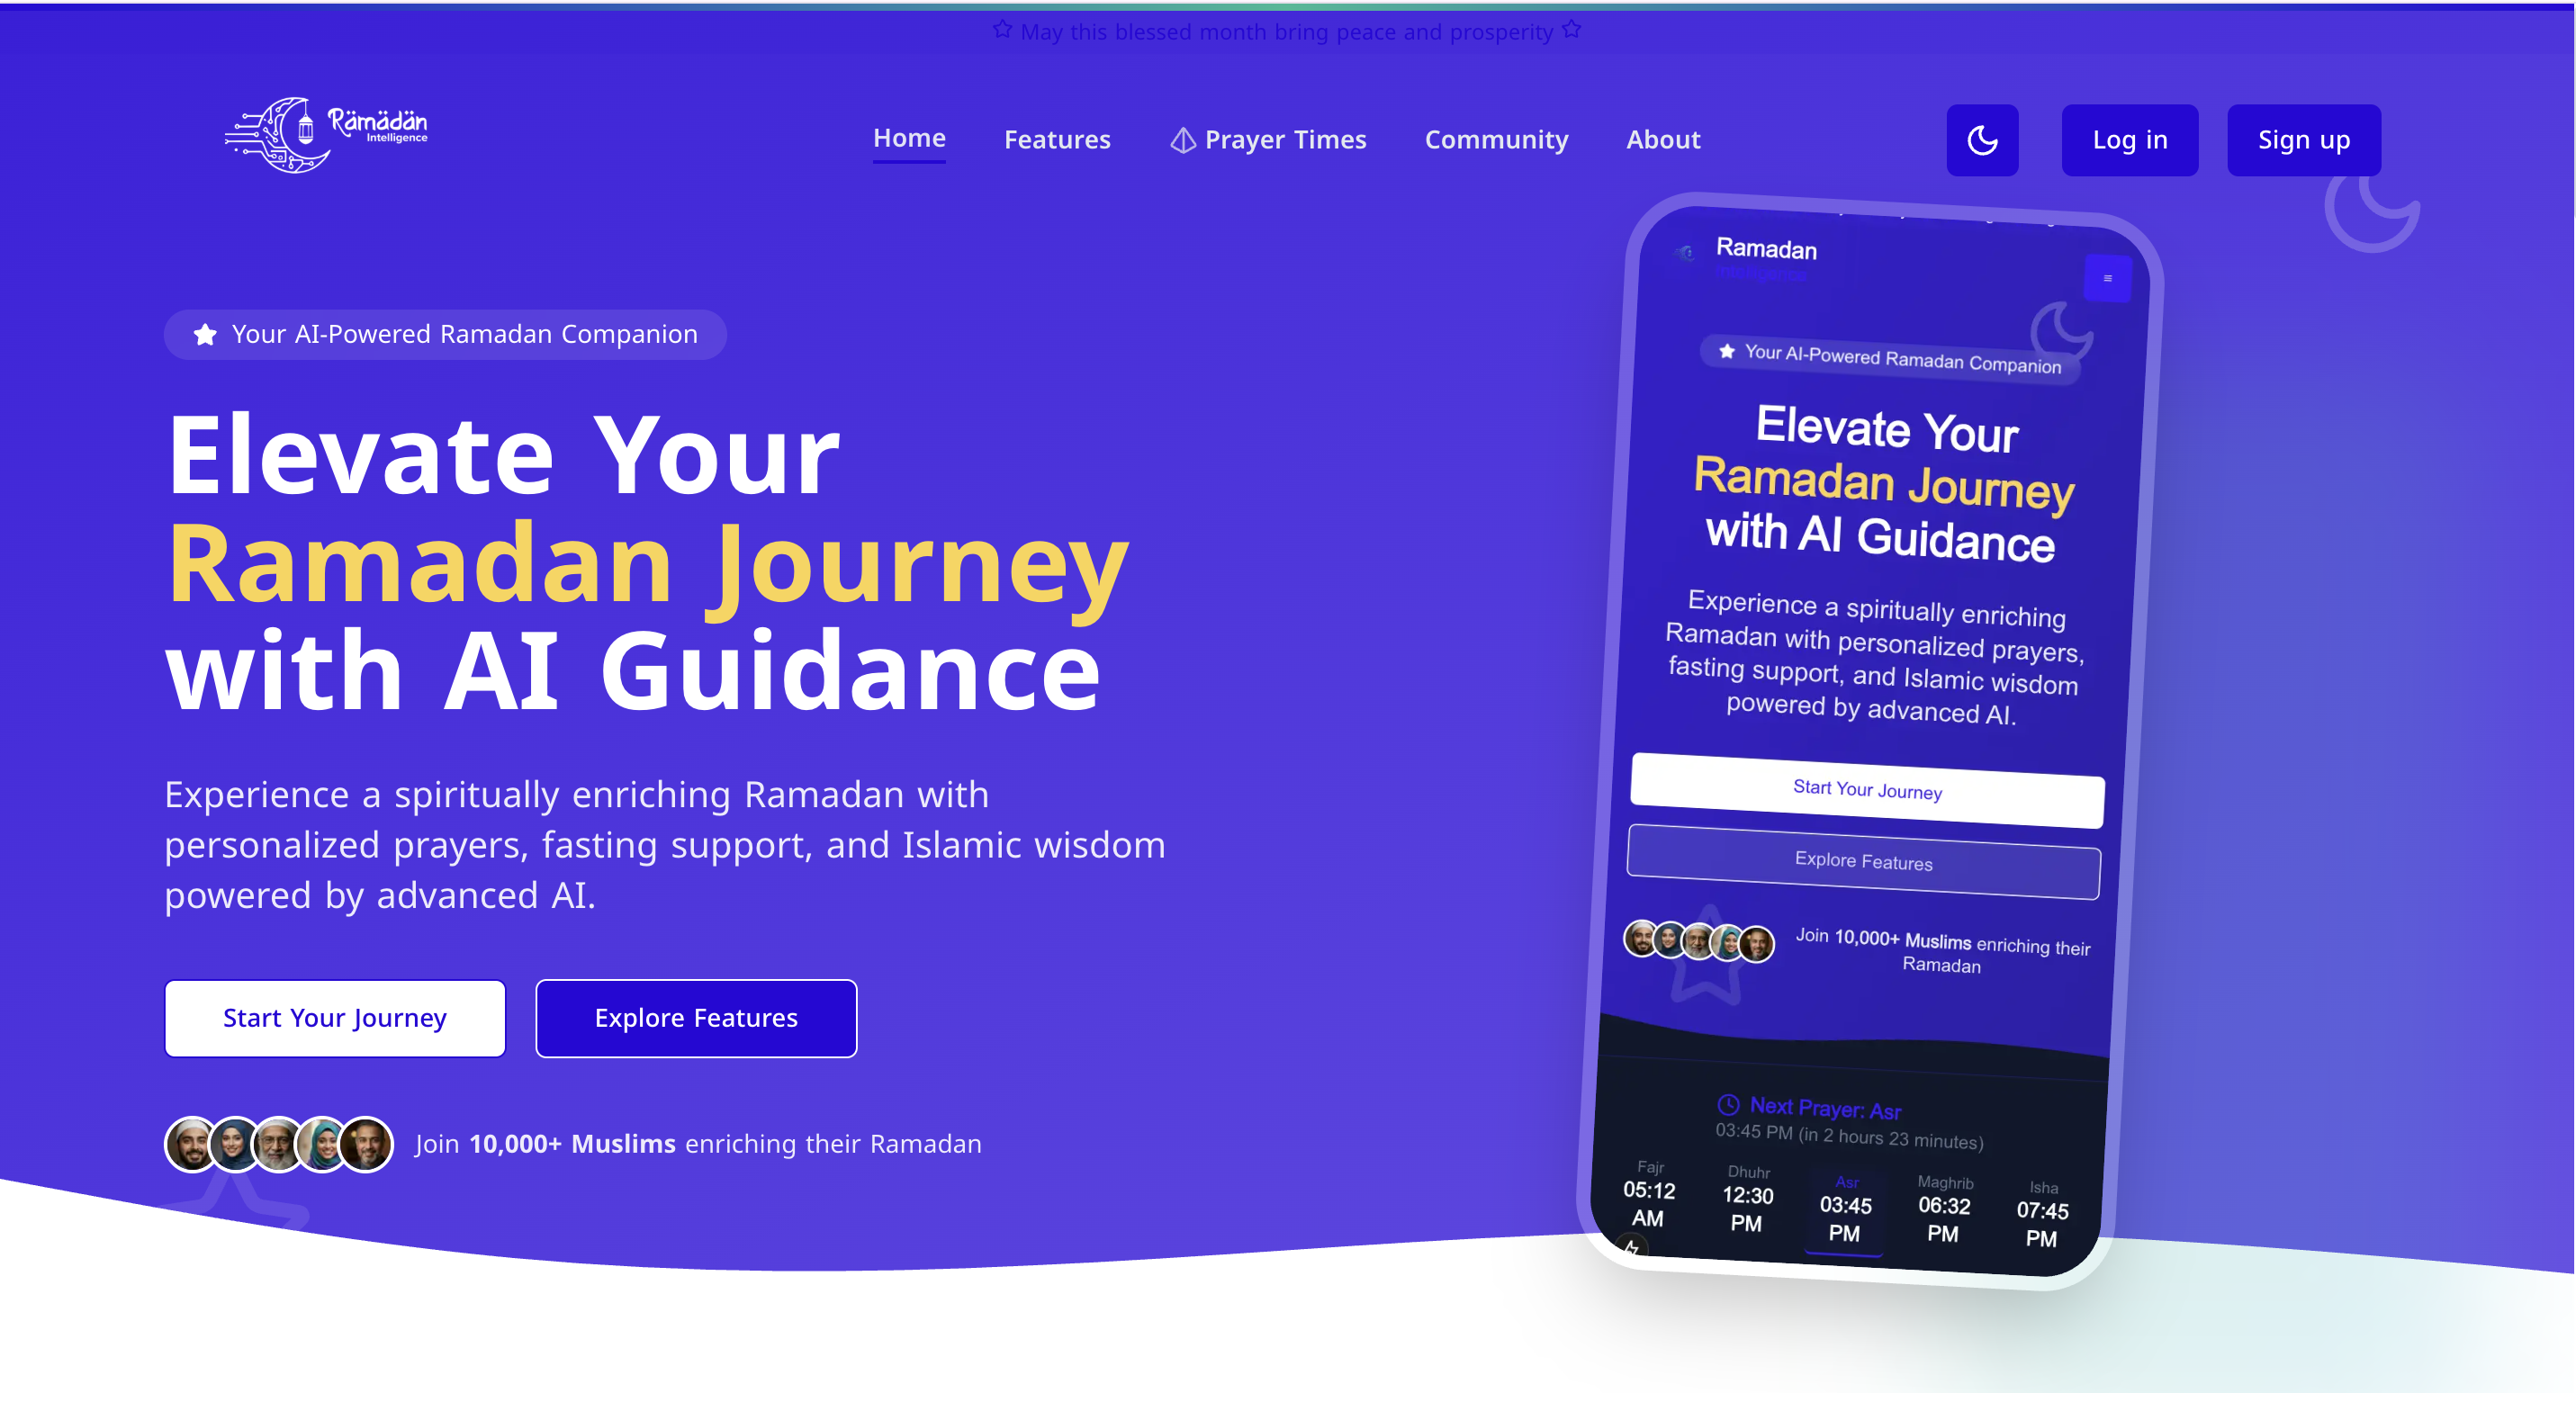 May this blessed month bring peace and prosperity
Rämädän
Intelligence
Home
Features
Prayer Times
Community
About
Log in
Sign up
Your AI-Powered Ramadan Companion
Elevate Your
Ramadan Journey
with AI Guidance
Experience a spiritually enriching Ramadan with
personalized prayers, fasting support, and Islamic wisdom
powered by advanced AI.
Start Your Journey
Explore Features
Join 10,000+ Muslims enriching their Ramadan
Ramadan
Intelligence
Your AI-Powered Ramadan Companion
Elevate Your
Ramadan Journey
with AI Guidance
Experience a spiritually enriching
Ramadan with personalized prayers,
fasting support, and Islamic wisdom
powered by advanced AI.
Start Your Journey
Explore Features
Join 10,000+ Muslims enriching their
Ramadan
Next Prayer: Asr
03:45 PM (in 2 hours 23 minutes)
Fajr Dhuhr Asr Maghrib Isha
05:12 12:30 03:45 06:32 07:45
AM PM PM PM PM